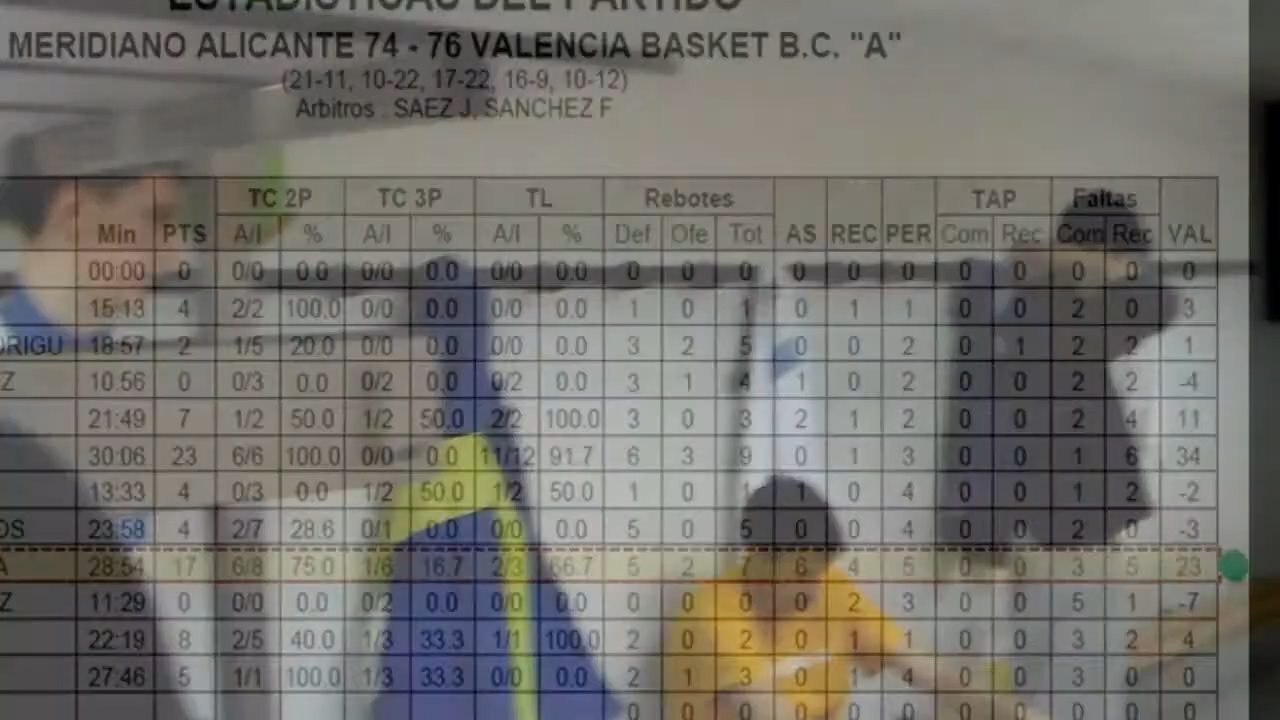 ESTADISTICAS DEL PARTIDO
MERIDIANO ALICANTE 74 - 76 VALENCIA BASKET B.C. "A"
(21-11, 10-22, 17-22, 16-9, 10-12)
Arbitros : SAEZ J, SANCHEZ F
TC 2P TC 3P TL Rebotes TAP Faltas
Min PTS A/I % A/I % A/I % Def Ofe Tot AS REC PER Com Rec Com Rec VAL
00:00 0 0/0 0.0 0/0 0.0 0/0 0.0 0 0 0 0 0 0 0 0 0 0 0
15:13 4 2/2 100.0 0/0 0.0 0/0 0.0 1 0 1 0 1 1 0 0 2 0 3
ORIGU 18:57 2 1/5 20.0 0/0 0.0 0/0 0.0 3 2 5 0 0 2 0 1 2 2 1
Z 10:56 0 0/3 0.0 0/2 0.0 0/2 0.0 3 1 4 1 0 2 0 0 2 2 -4
21:49 7 1/2 50.0 1/2 50.0 2/2 100.0 3 0 3 2 1 2 0 0 2 4 11
30:06 23 6/6 100.0 0/0 0.0 11/12 91.7 6 3 9 0 1 3 0 0 1 6 34
13:33 4 0/3 0.0 1/2 50.0 1/2 50.0 1 0 1 1 0 4 0 0 1 2 -2
OS 23:58 4 2/7 28.6 0/1 0.0 0/0 0.0 5 0 5 0 0 4 0 0 2 0 -3
A 28:54 17 6/8 75.0 1/6 16.7 2/3 66.7 5 2 7 6 4 5 0 0 3 5 23
Z 11:29 0 0/0 0.0 0/2 0.0 0/0 0.0 0 0 0 0 2 3 0 0 5 1 -7
22:19 8 2/5 40.0 1/3 33.3 1/1 100.0 2 0 2 0 1 1 0 0 3 2 4
27:46 5 1/1 100.0 1/3 33.3 0/0 0.0 2 1 3 0 1 4 0 0 3 0 0
0 0 0 0 0 0 0 0 0 0